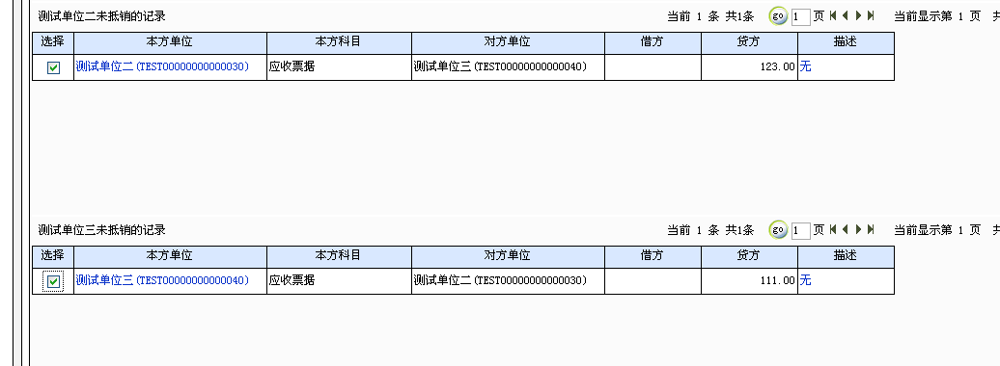 测试单位二未抵销的记录 当前 1 条 共1条 go 1 页 当前显示第 1 页
选择 本方单位 本方科目 对方单位 借方 贷方 描述
测试单位二(TEST00000000000030) 应收票据 测试单位三(TEST00000000000040) 123.00 无
测试单位三未抵销的记录 当前 1 条 共1条 go 1 页 当前显示第 1 页
选择 本方单位 本方科目 对方单位 借方 贷方 描述
测试单位三(TEST00000000000040) 应收票据 测试单位二(TEST00000000000030) 111.00 无